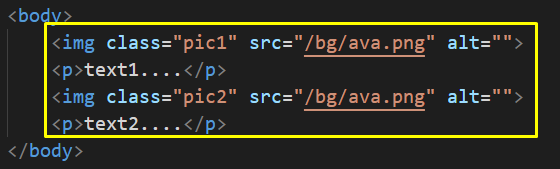 <body>
<img class="pic1" src="/bg/ava.png" alt="">
<p>text1....</p>
<img class="pic2" src="/bg/ava.png" alt="">
<p>text2....</p>
</body>